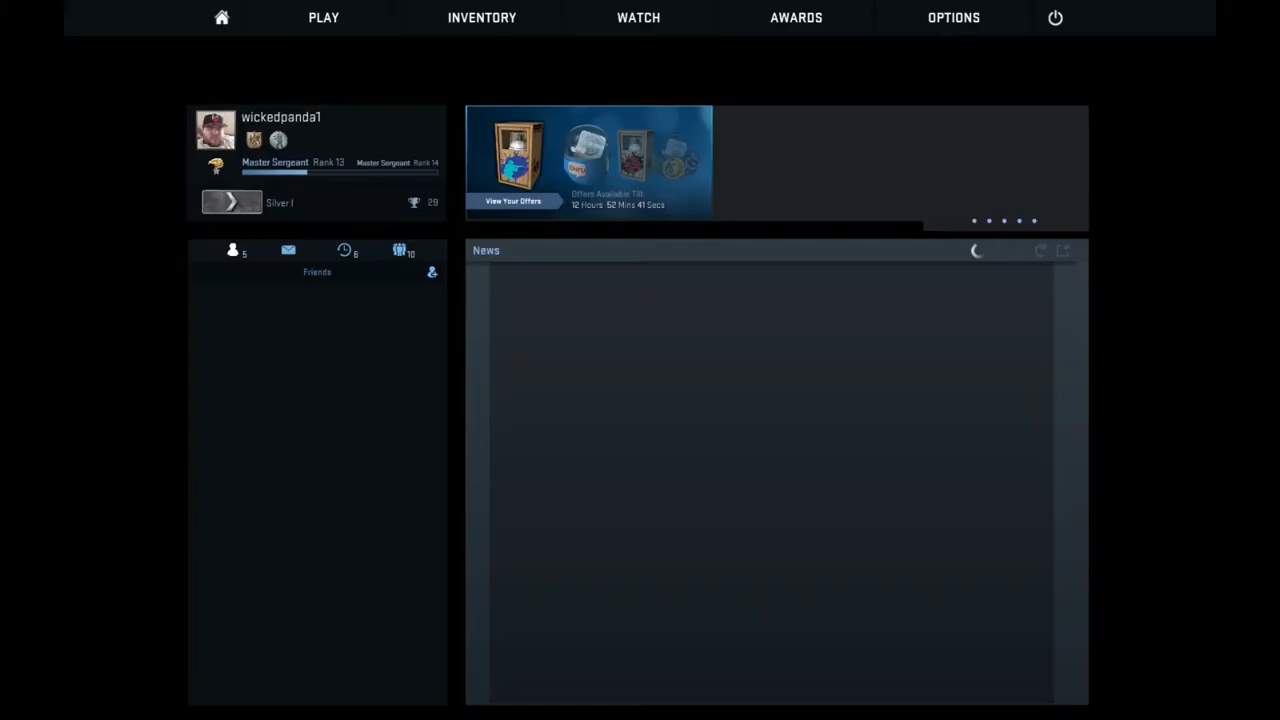 PLAY
INVENTORY
WATCH
AWARDS
OPTIONS
wickedpanda1
Master Sergeant Rank 13
Master Sergeant Rank 14
Silver I
29
View Your Offers
Offers Available Till:
12 Hours 52 Mins 41 Secs
5
6
10
Friends
News